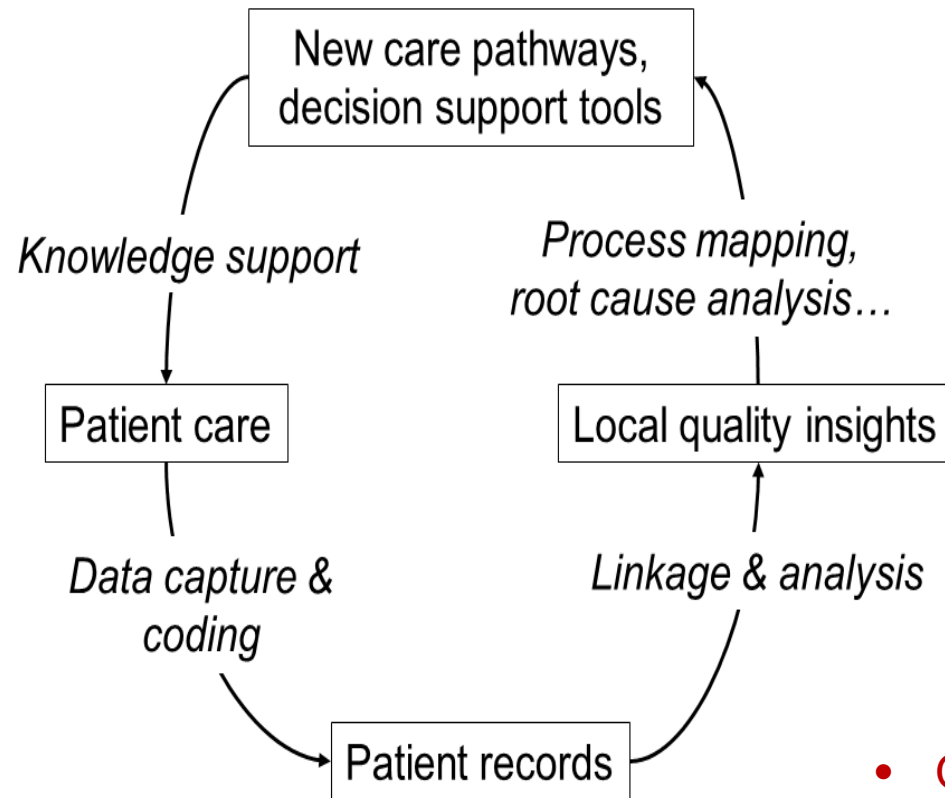 New care pathways,
decision support tools
Knowledge support
Process mapping,
root cause analysis…
Patient care
Local quality insights
Data capture &
coding
Linkage & analysis
Patient records
•